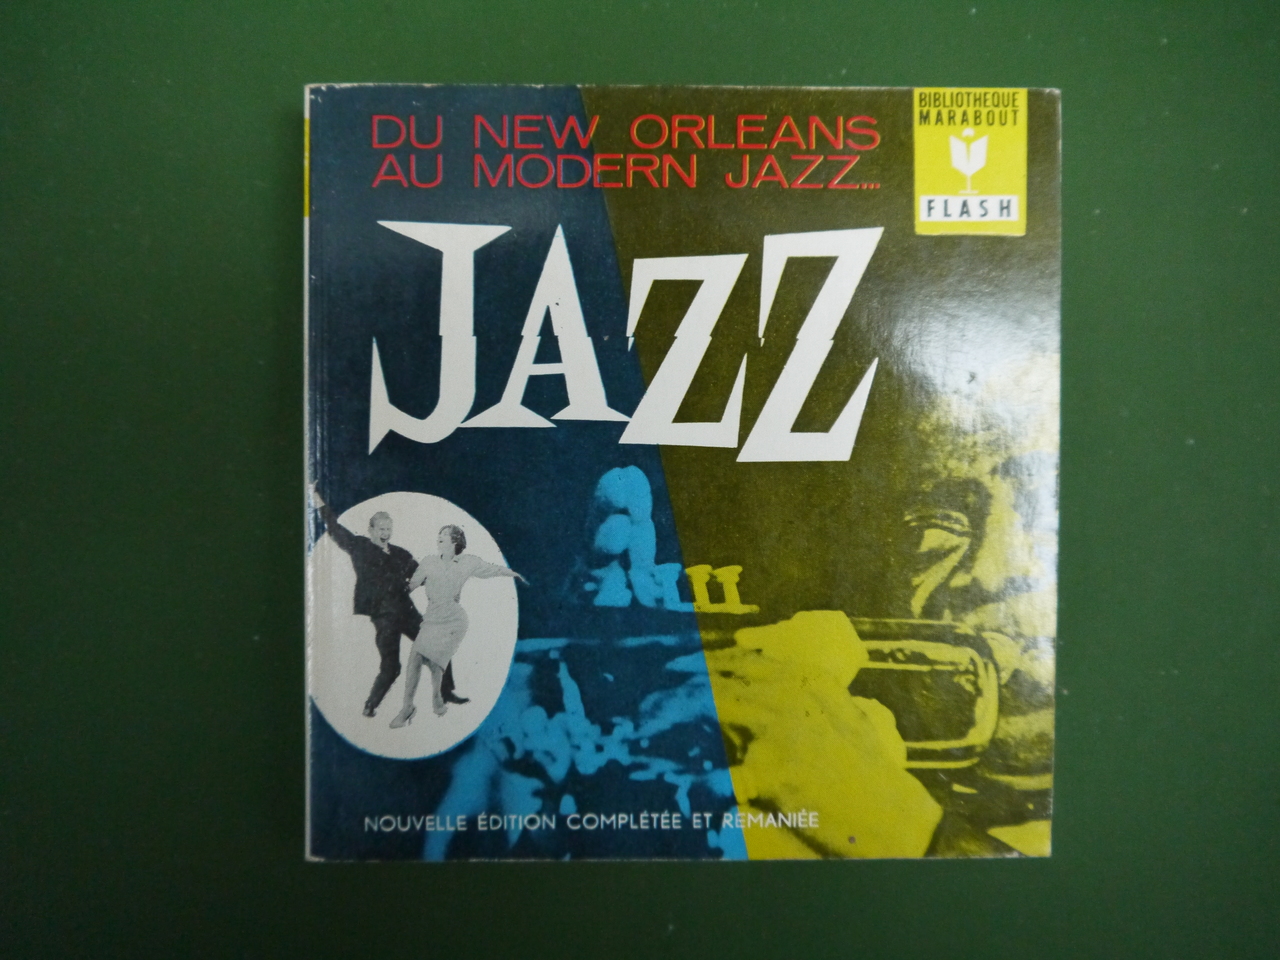 DU NEW ORLEANS
AU MODERN JAZZ...
BIBLIOTHEQUE
MARABOUT
FLASH
JAZZ
NOUVELLE ÉDITION COMPLÉTÉE ET REMANIÉE